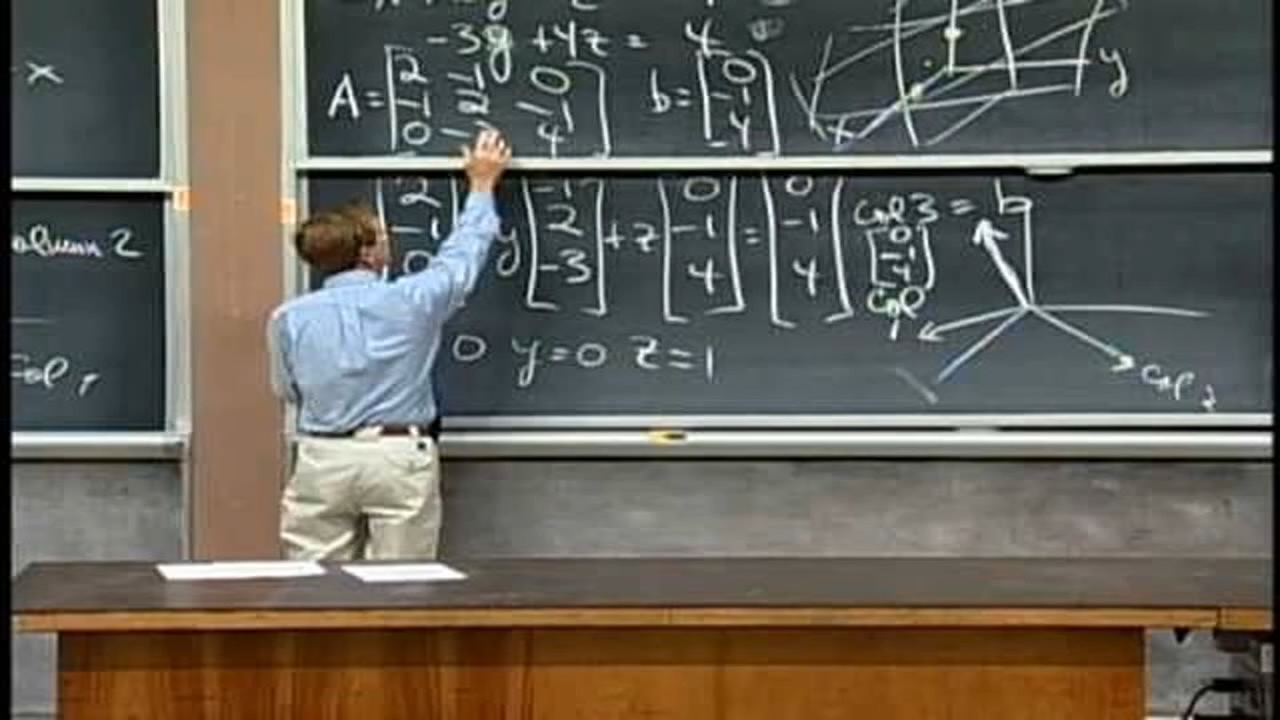 x
-3y +4z = 4
A = [2 -1 0
-1 2 -1
0 - 4]
b = [0
-1
4]
y
x
column 2
col 1
[2
-1
0
y [-1
2
-3] + z [0
-1
4] = [0
-1
4]
col 3 = b
[0
-1
4]
col
1
col 2
0 y=0 z=1